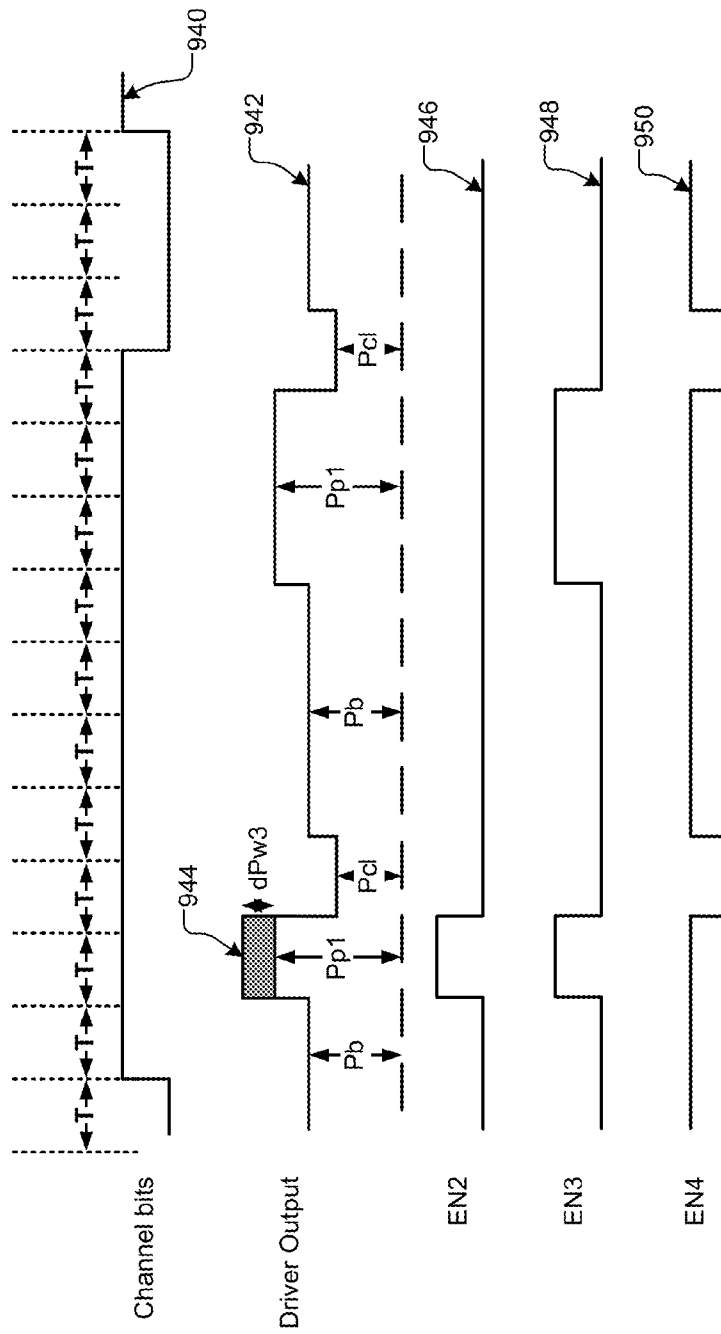 T T T T T T T T T T T T T T
Channel bits
940
944
dPw3
942
Driver Output
Pb
Pp1
Pcl
Pb
Pp1
Pcl
946
EN2
948
EN3
950
EN4